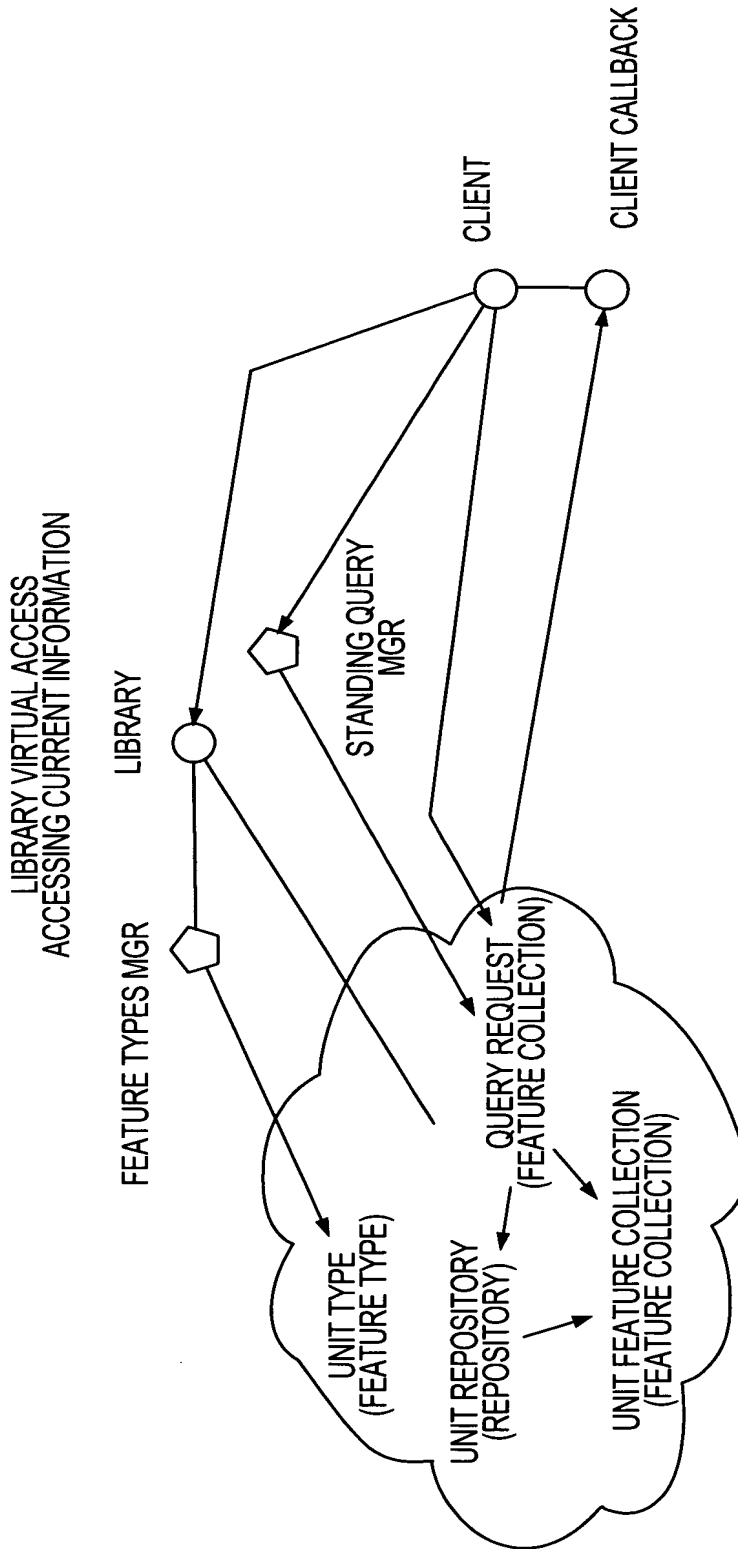 LIBRARY VIRTUAL ACCESS
ACCESSING CURRENT INFORMATION
FEATURE TYPES MGR
LIBRARY
STANDING QUERY
MGR
CLIENT
CLIENT CALLBACK
UNIT TYPE
(FEATURE TYPE)
UNIT REPOSITORY
(REPOSITORY)
QUERY REQUEST
(FEATURE COLLECTION)
UNIT FEATURE COLLECTION
(FEATURE COLLECTION)